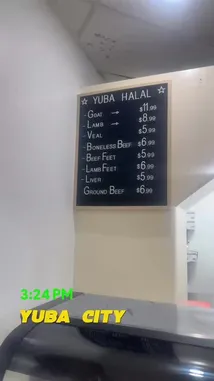 ☆ YUBA HALAL ☆
- GOAT → $11.99
- LAMB → $8.99
- VEAL $5.99
- BONELESS BEEF $6.99
- BEEF FEET $5.99
- LAMB FEET $6.99
- LIVER $5.99
GROUND BEEF $6.99
3:24 PM
YUBA CITY